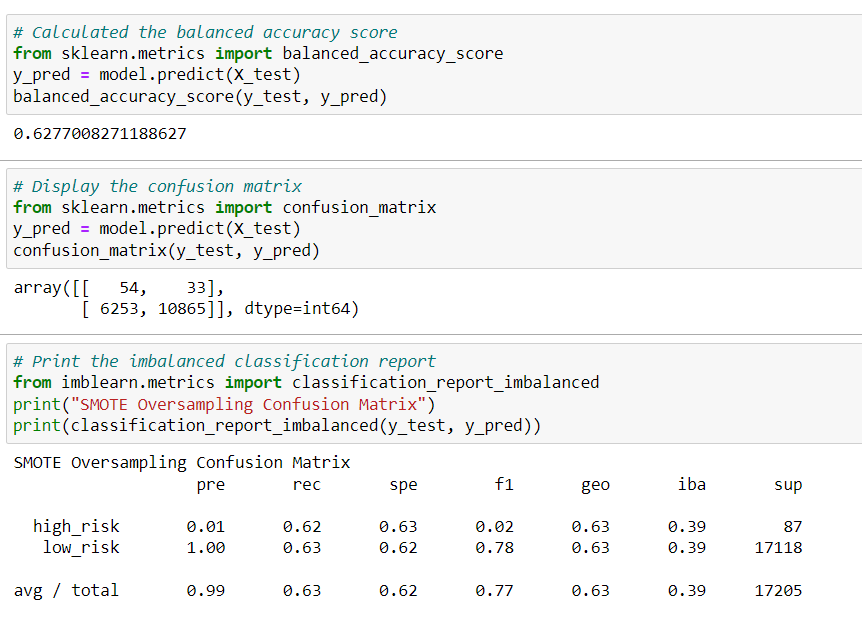 # Calculated the balanced accuracy score
from sklearn.metrics import balanced_accuracy_score
y_pred = model.predict(X_test)
balanced_accuracy_score(y_test, y_pred)
0.6277008271188627
# Display the confusion matrix
from sklearn.metrics import confusion_matrix
y_pred = model.predict(X_test)
confusion_matrix(y_test, y_pred)
array([[   54,    33],
       [ 6253, 10865]], dtype=int64)
# Print the imbalanced classification report
from imblearn.metrics import classification_report_imbalanced
print("SMOTE Oversampling Confusion Matrix")
print(classification_report_imbalanced(y_test, y_pred))
SMOTE Oversampling Confusion Matrix
                   pre       rec       spe        f1       geo       iba       sup
  high_risk       0.01      0.62      0.63      0.02      0.63      0.39        87
   low_risk       1.00      0.63      0.62      0.78      0.63      0.39     17118
avg / total       0.99      0.63      0.62      0.77      0.63      0.39     17205